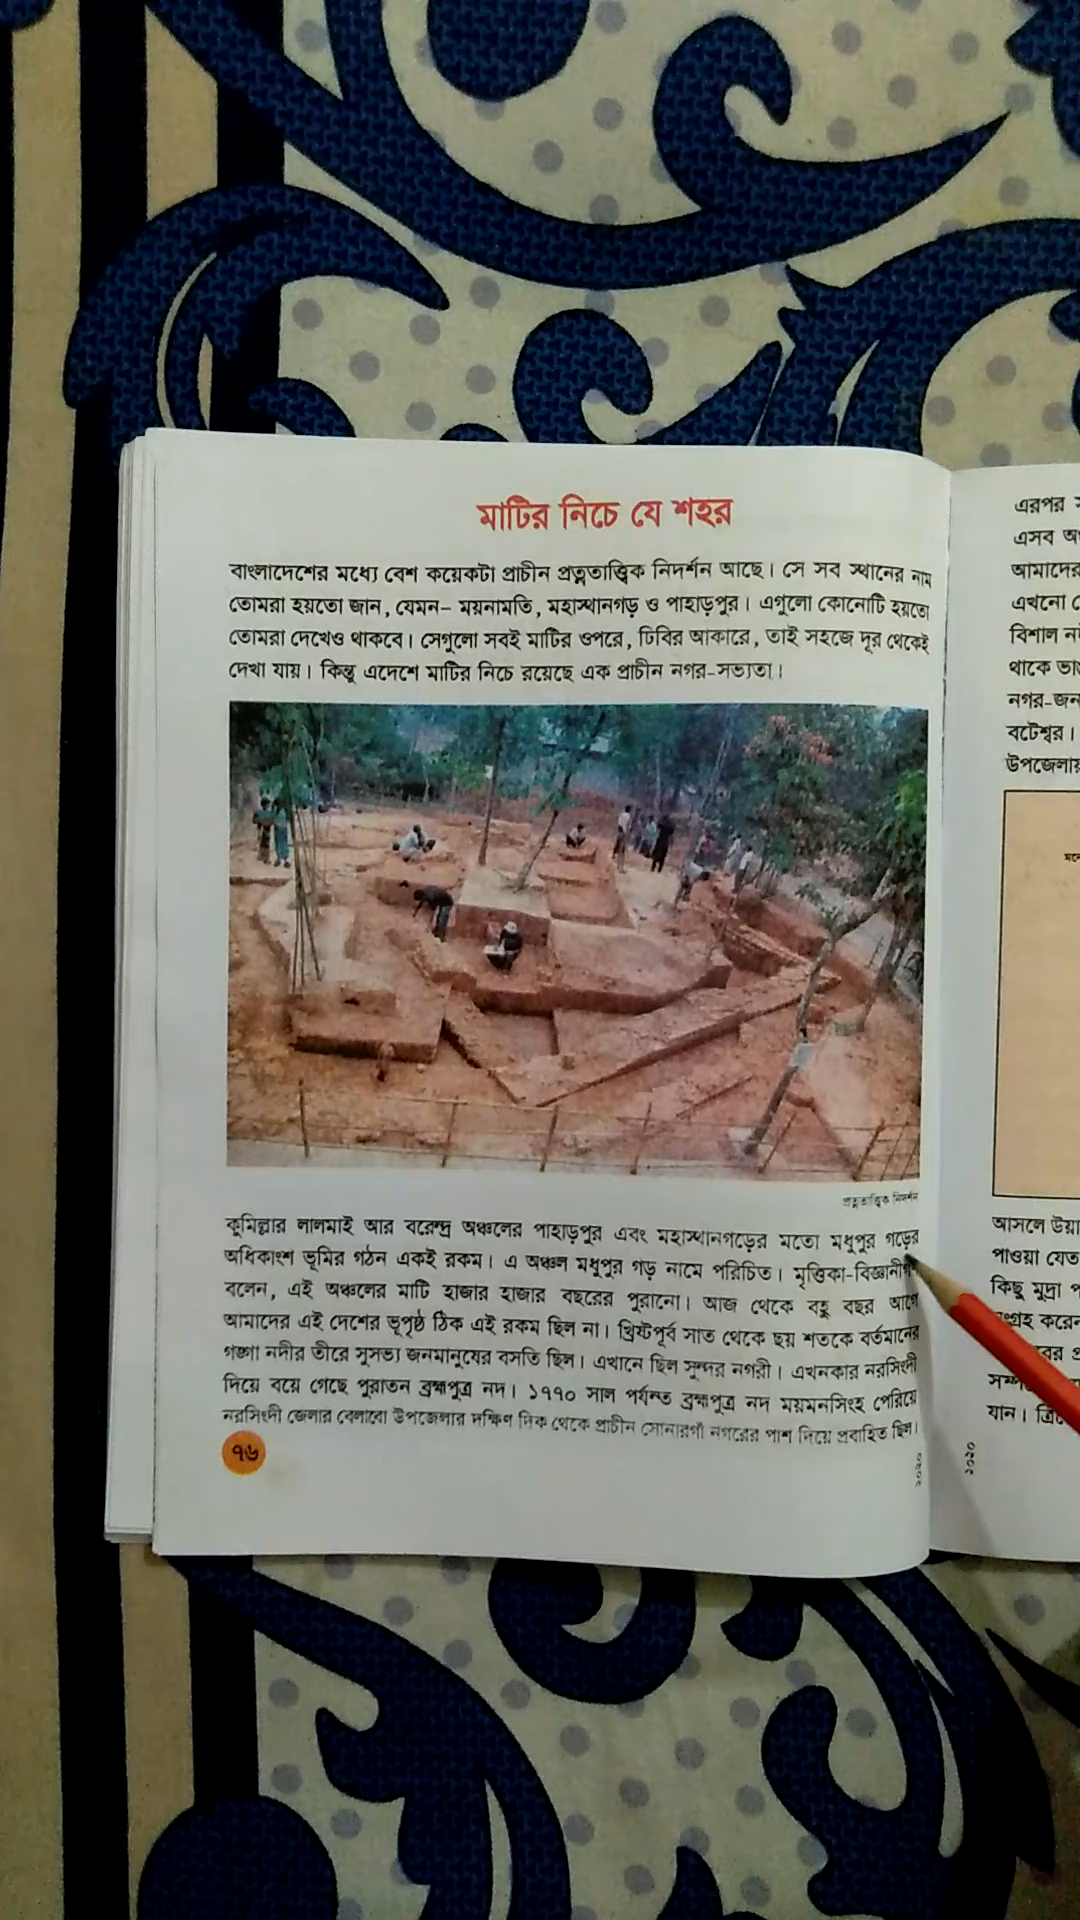 মাটির নিচে যে শহর
বাংলাদেশের মধ্যে বেশ কয়েকটা প্রাচীন প্রত্নতাত্ত্বিক নিদর্শন আছে। সে সব স্থানের নাম
তোমরা হয়তো জান, যেমন– ময়নামতি, মহাস্থানগড় ও পাহাড়পুর। এগুলো কোনোটি হয়তো
তোমরা দেখেও থাকবে। সেগুলো সবই মাটির ওপরে, ঢিবির আকারে, তাই সহজে দূর থেকেই
দেখা যায়। কিন্তু এদেশে মাটির নিচে রয়েছে এক প্রাচীন নগর-সভ্যতা।
প্রত্নতাত্ত্বিক নিদর্শন
কুমিল্লার লালমাই আর বরেন্দ্র অঞ্চলের পাহাড়পুর এবং মহাস্থানগড়ের মতো মধুপুর গড়ের
অধিকাংশ ভূমির গঠন একই রকম। এ অঞ্চল মধুপুর গড় নামে পরিচিত। মৃত্তিকা-বিজ্ঞানীগণ
বলেন, এই অঞ্চলের মাটি হাজার হাজার বছরের পুরানো। আজ থেকে বহু বছর আগে
আমাদের এই দেশের ভূপৃষ্ঠ ঠিক এই রকম ছিল না। খ্রিষ্টপূর্ব সাত থেকে ছয় শতকে বর্তমানের
গঙ্গা নদীর তীরে সুসভ্য জনমানুষের বসতি ছিল। এখানে ছিল সুন্দর নগরী। এখনকার নরসিংদী
দিয়ে বয়ে গেছে পুরাতন ব্রহ্মপুত্র নদ। ১৭৭০ সাল পর্যন্ত ব্রহ্মপুত্র নদ ময়মনসিংহ পেরিয়ে
নরসিংদী জেলার বেলাবো উপজেলার দক্ষিণ দিক থেকে প্রাচীন সোনারগাঁ নগরের পাশ দিয়ে প্রবাহিত ছিল।
৭৬
২০২০
এরপর
এসব
আমাদের
এখনো
বিশাল
থাকে
নগর-জন
বটেশ্বর।
উপজেলায়
আসলে
পাওয়া যেত
কিছু মুদ্রা
করেন
যান।
২০২০